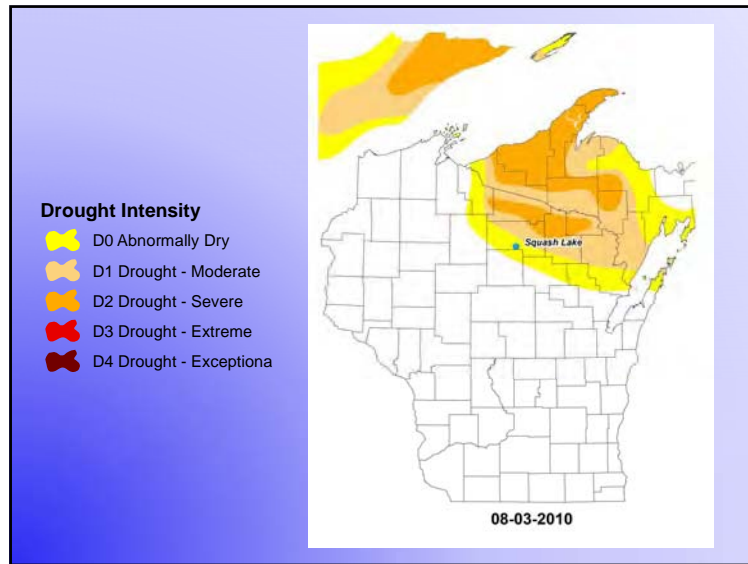 Drought Intensity
D0 Abnormally Dry
D1 Drought - Moderate
D2 Drought - Severe
D3 Drought - Extreme
D4 Drought - Exceptiona
Squash Lake
08-03-2010